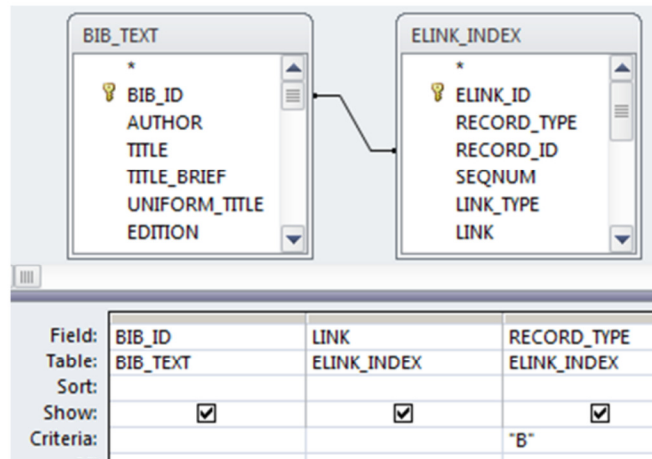 BIB_TEXT
*
BIB_ID
AUTHOR
TITLE
TITLE_BRIEF
UNIFORM_TITLE
EDITION
ELINK_INDEX
*
ELINK_ID
RECORD_TYPE
RECORD_ID
SEQNUM
LINK_TYPE
LINK
Field: BIB_ID LINK RECORD_TYPE
Table: BIB_TEXT ELINK_INDEX ELINK_INDEX
Sort:
Show:
Criteria: "B"